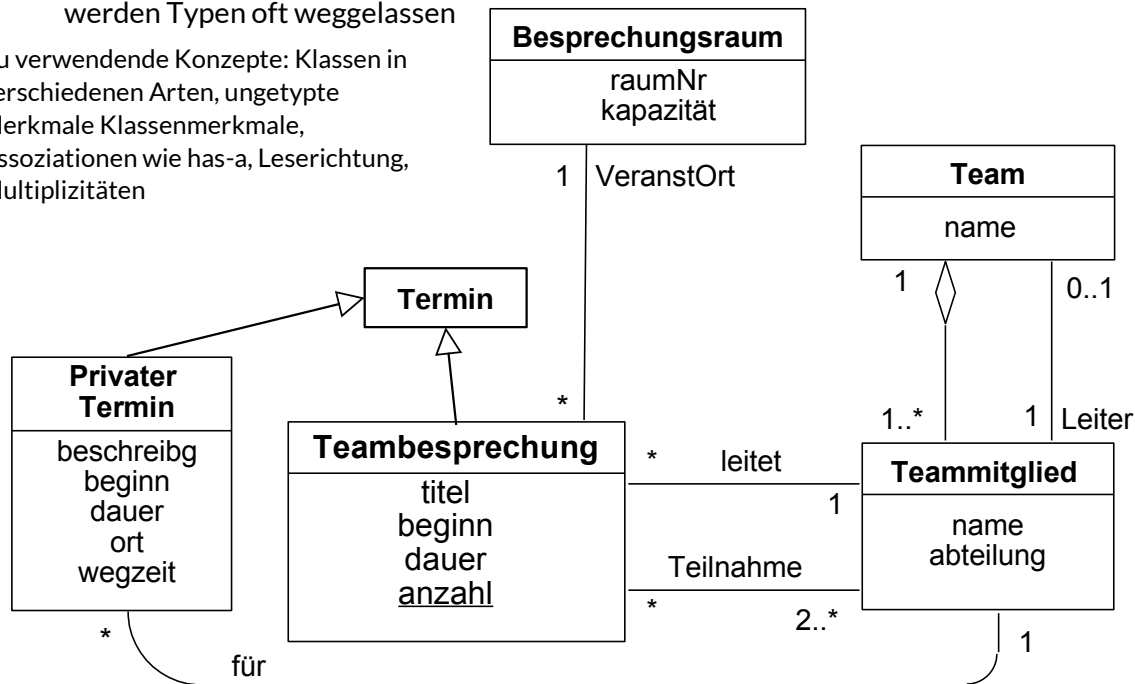 werden Typen oft weggelassen
u verwendende Konzepte: Klassen in
erschiedenen Arten, ungetypte
erkmale Klassenmerkmale,
ssoziationen wie has-a, Leserichtung,
ultiplizitäten
Besprechungsraum
raumNr
kapazität
1 VeranstOrt
Team
name
1
0..1
Termin
Privater
Termin
beschreibg
beginn
dauer
ort
wegzeit
*
Teambesprechung
titel
beginn
dauer
anzahl
* leitet
1
1..*
1 Leiter
Teammitglied
name
abteilung
Teilnahme
*
2..*
*
für
1